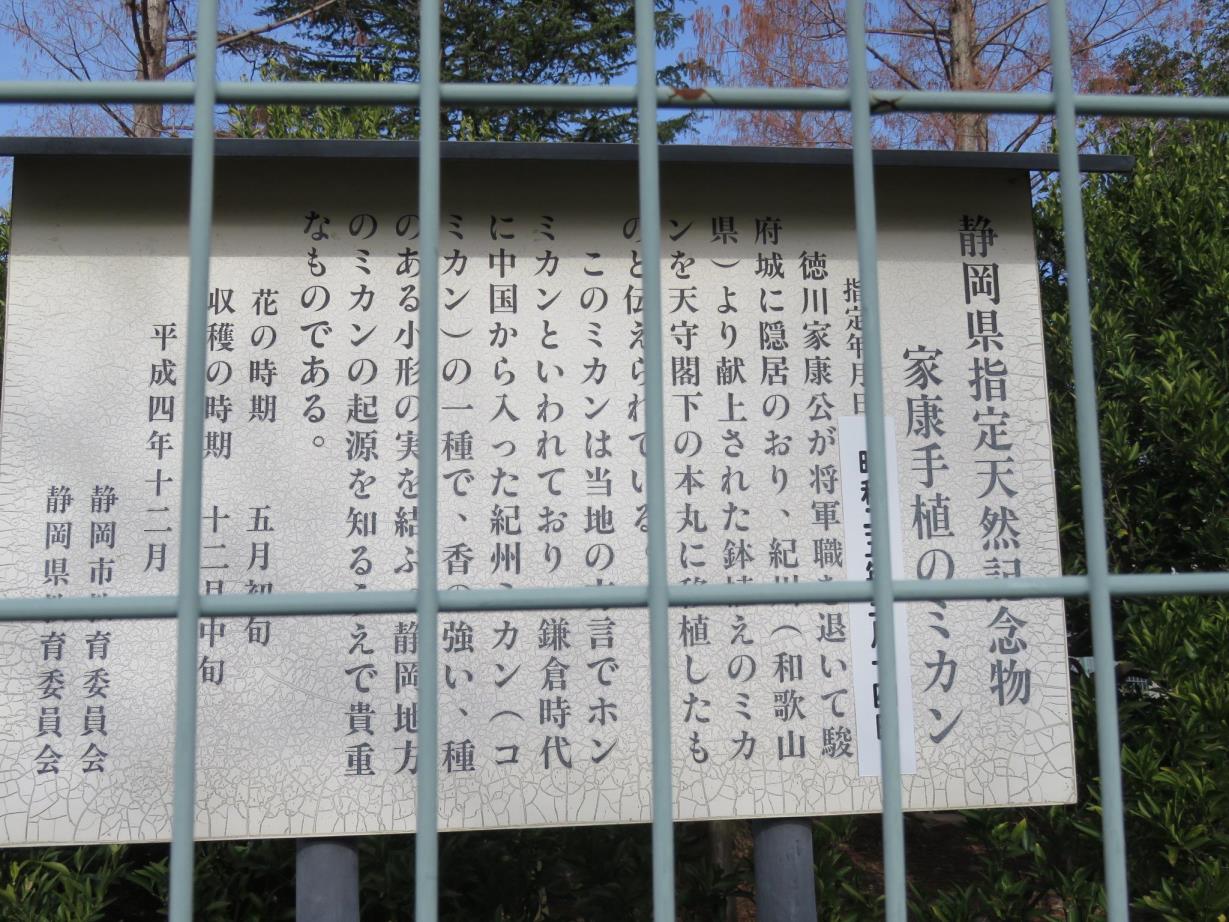 静岡県指定天然記念物
家康手植のミカン
指定年月日
徳川家康公が将軍職を退いて駿
府城に隠居のおり、紀州(和歌山
県)より献上された鉢植えのミカ
ンを天守閣下の本丸に移植したも
のと伝えられている。
このミカンは当地の方言でホン
ミカンといわれており 鎌倉時代
に中国から入った紀州ミカン(コ
ミカン)の一種で、香の強い、種
のある小形の実を結ぶ 静岡地方
のミカンの起源を知るうえで貴重
なものである。
花の時期 五月初旬
収穫の時期 十二月中旬
平成四年十二月
静岡市教育委員会
静岡県教育委員会